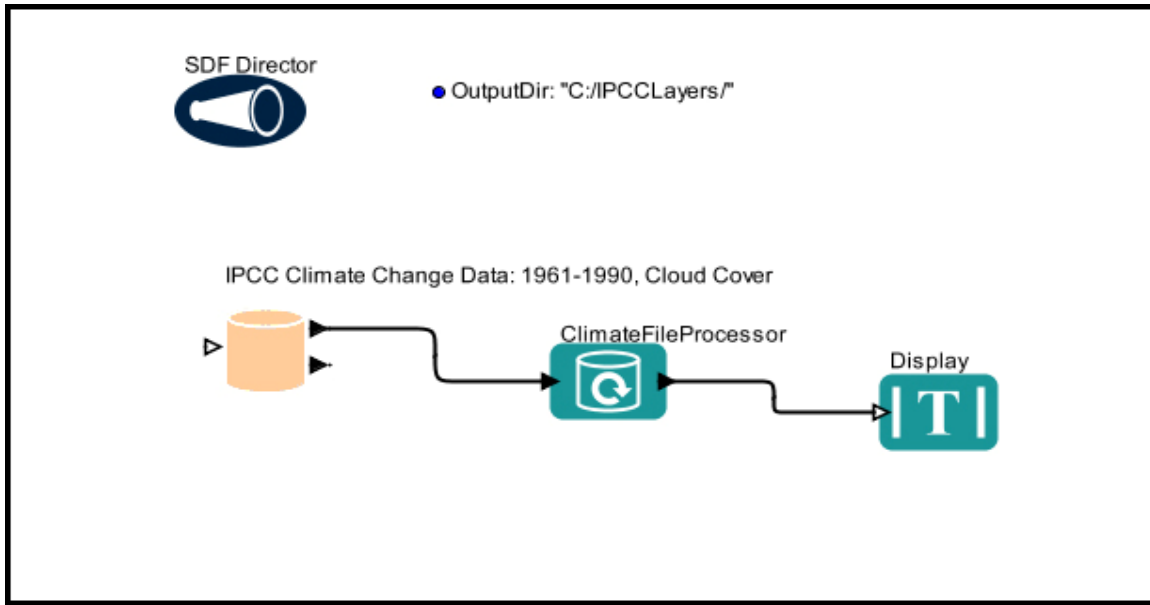 SDF Director
OutputDir: "C:/IPCCLayers/"
IPCC Climate Change Data: 1961-1990, Cloud Cover
ClimateFileProcessor
Display
T